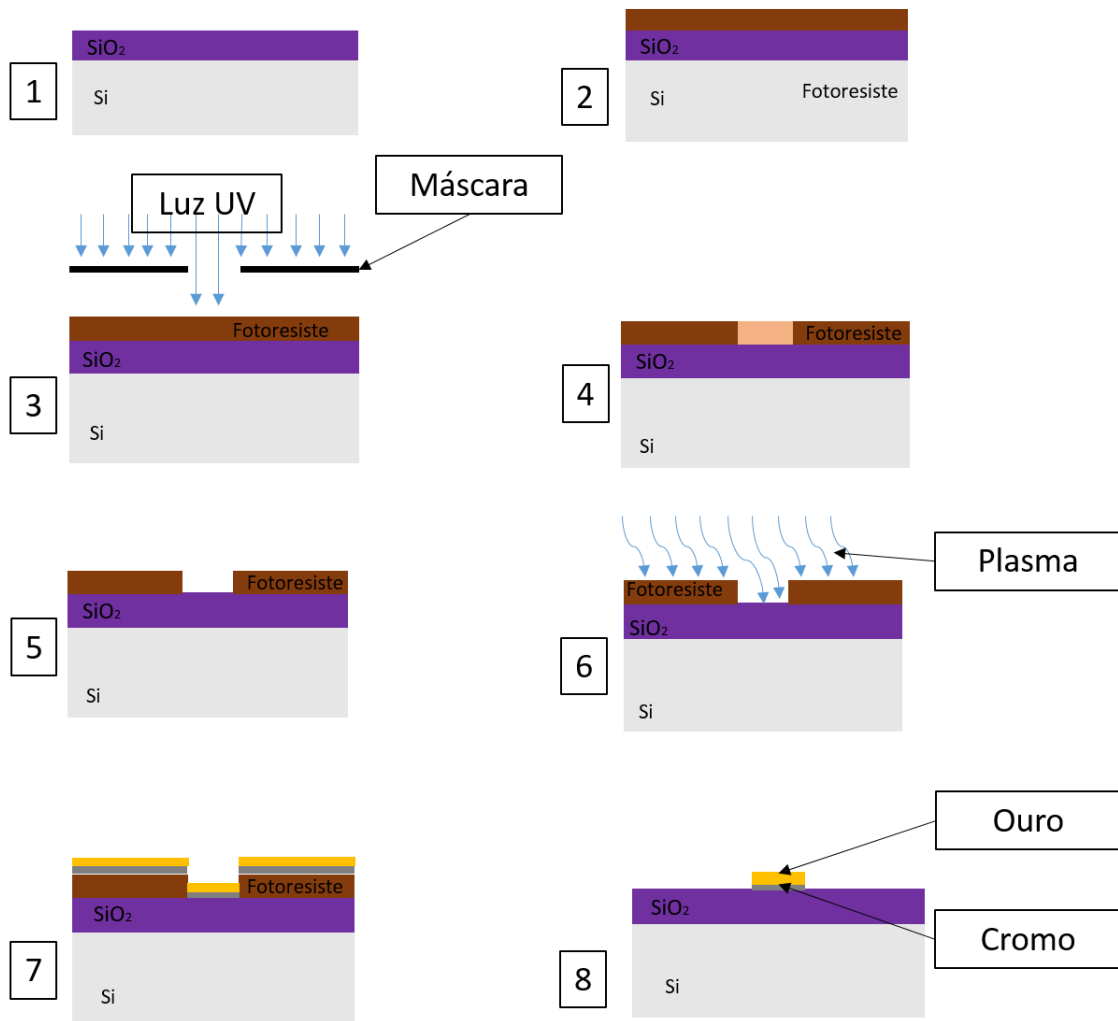 SiO₂
1
Si
SiO₂
2
Si
Fotoresiste
Luz UV
Máscara
Fotoresiste
SiO₂
3
Si
Fotoresiste
SiO₂
4
Si
Fotoresiste
SiO₂
5
Si
Plasma
Fotoresiste
SiO₂
6
Si
Fotoresiste
SiO₂
7
Si
Ouro
SiO₂
Cromo
8
Si